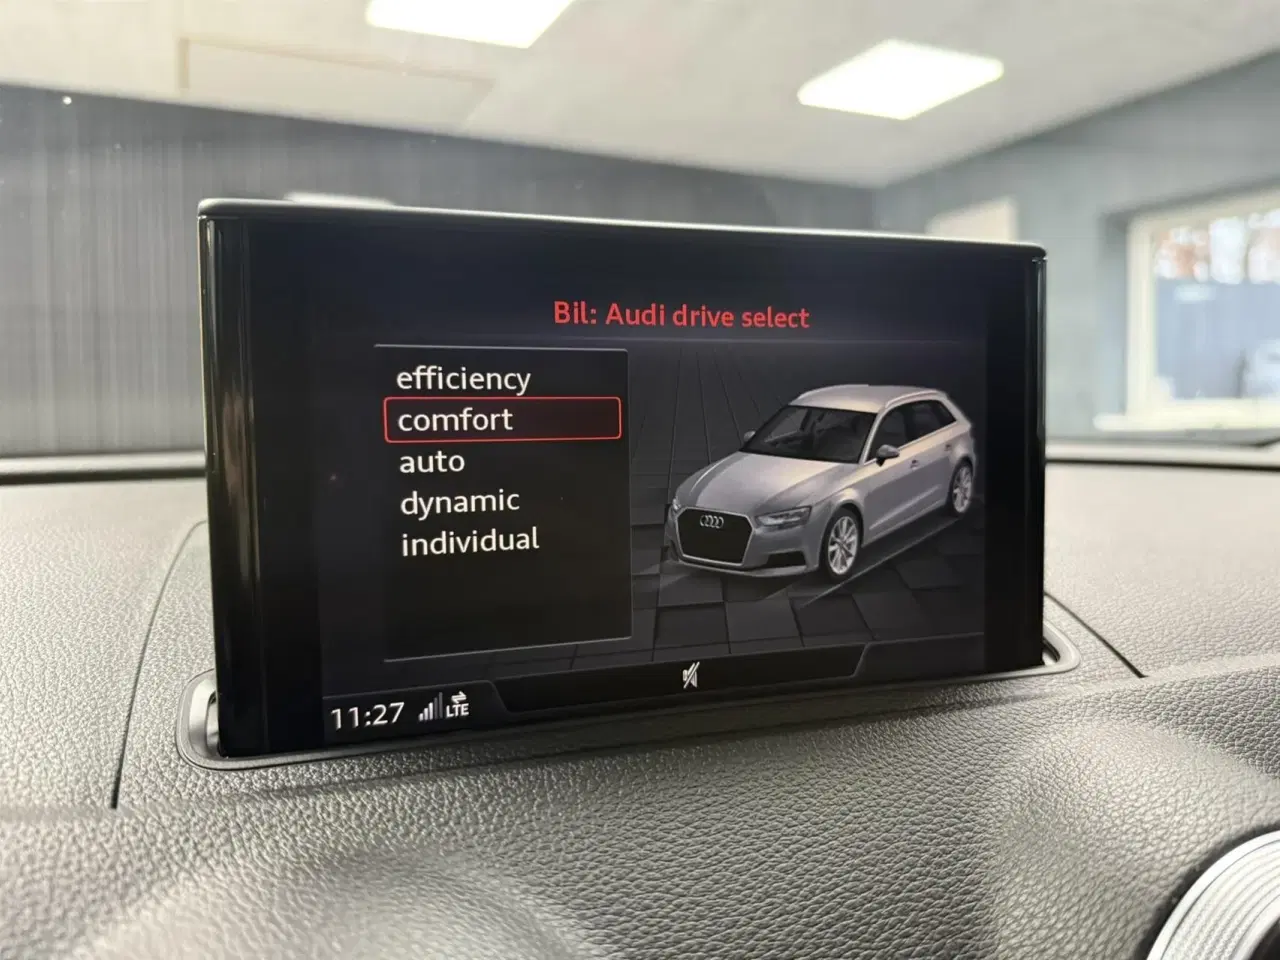 Bil: Audi drive select
efficiency
comfort
auto
dynamic
individual
11:27 LTE